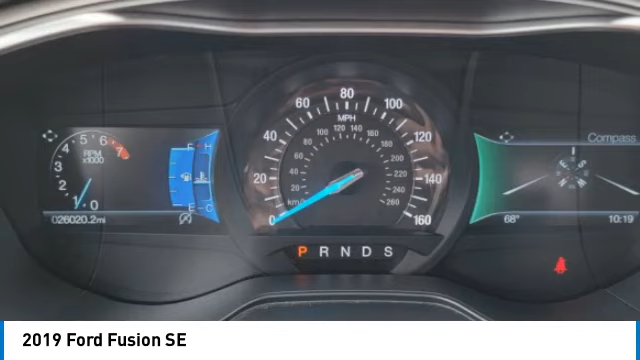 80
60 100
MPH
40 120
20 140
0 160
100 120 140 160
80 180
60 200
40 220
20 240
km/h 260
5 6
4 7
3
2
1 0
RPM
x1000
F H
E C
026020.2mi
Compass
S
68° 10:19
P R N D S
2019 Ford Fusion SE